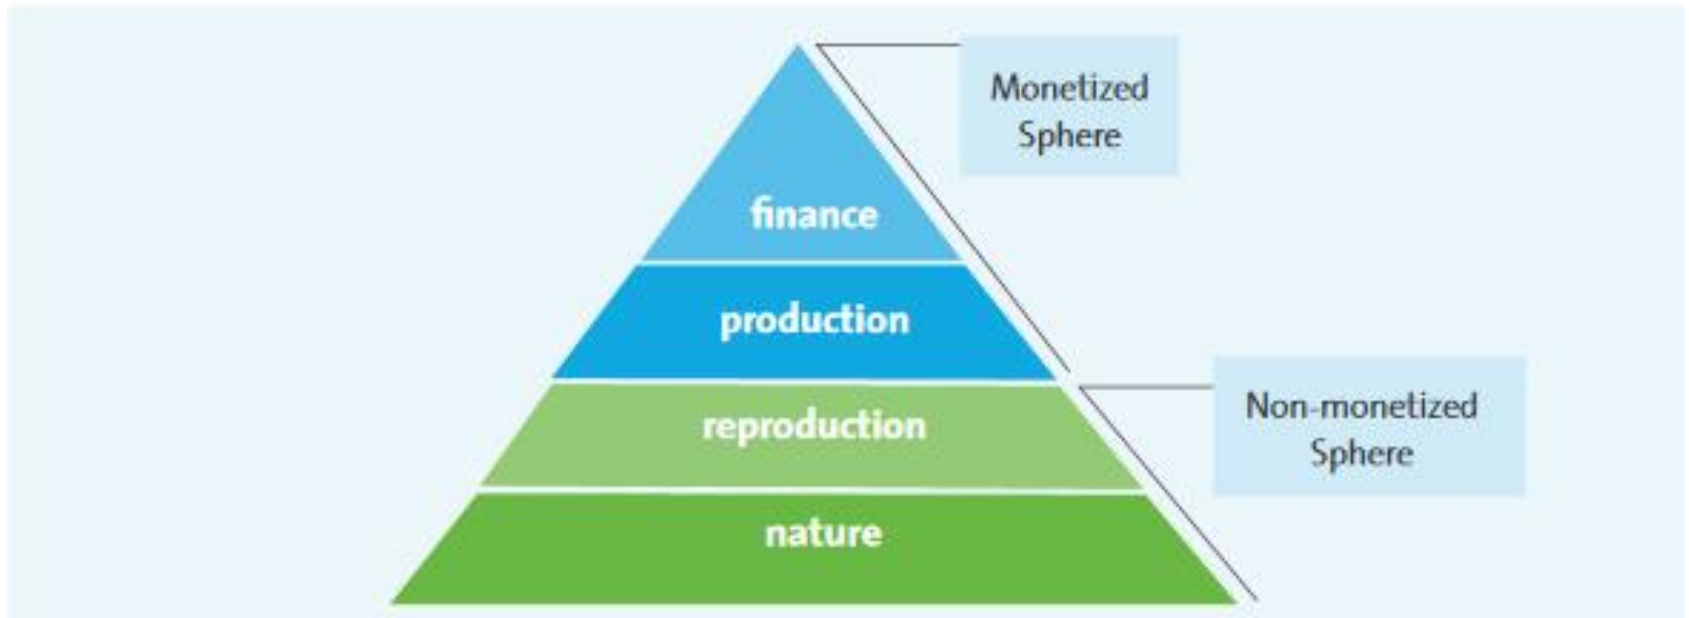 Monetized
Sphere
finance
production
reproduction
Non-monetized
Sphere
nature